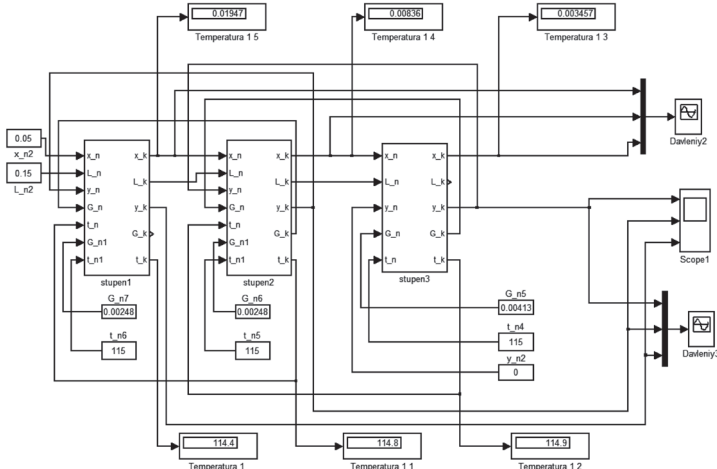 0.01947
Temperatura 1 5
0.00836
Temperatura 1 4
0.003457
Temperatura 1 3
0.05
x_n2
0.15
L_n2
x_n
L_n
y_n
G_n
t_n
G_n1
t_n1
x_k
L_k
y_k
G_k
t_k
stupen1
x_n
L_n
y_n
G_n
t_n
G_n1
t_n1
x_k
L_k
y_k
G_k
t_k
stupen2
x_n
L_n
y_n
G_n
t_n
x_k
L_k
y_k
G_k
t_k
stupen3
Davleniy2
Scope1
Davleniy3
G_n7
0.00248
t_n6
115
G_n6
0.00248
t_n5
115
G_n5
0.00413
t_n4
115
y_n2
0
114.4
Temperatura 1
114.8
Temperatura 1 1
114.9
Temperatura 1 2